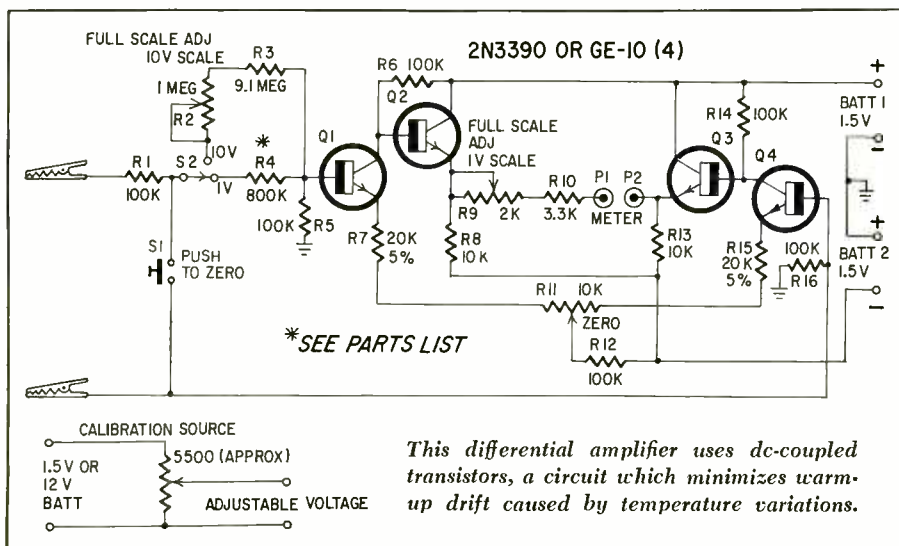 FULL SCALE ADJ
10V SCALE
R3
9.1 MEG
1 MEG
R2
2N3390 OR GE-10 (4)
R6 100K
Q2
Q1
FULL SCALE
ADJ
1V SCALE
R14
100K
Q3
Q4
+
BATT 1
1.5 V
−
+
BATT 2
1.5V
−
*
R1
100K
S2
10V
1V
R4
800K
100K
R5
R9
2K
R10
3.3K
P1
P2
METER
R7
20K
5%
R8
10K
R13
10K
R15
20K
5%
100K
R16
S1
PUSH
TO ZERO
R11
10K
ZERO
R12
100K
*SEE PARTS LIST
CALIBRATION SOURCE
1.5 V OR
12 V
BATT
5500 (APPROX)
ADJUSTABLE VOLTAGE
This differential amplifier uses dc-coupled
transistors, a circuit which minimizes warm-
up drift caused by temperature variations.